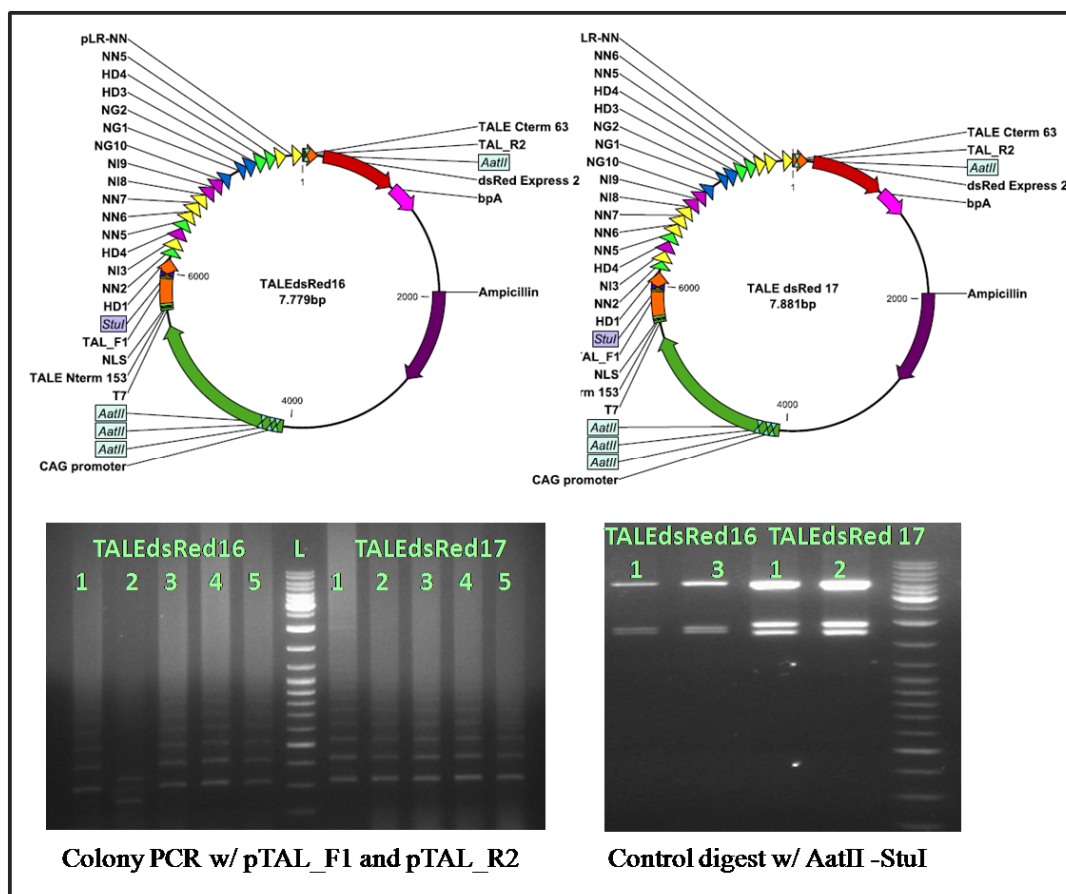 pLR-NN
NN5
HD4
HD3
NG2
NG1
NG10
NI9
NI8
NN7
NN6
NN5
HD4
NI3
NN2
HD1
StuI
TAL_F1
NLS
TALE Nterm 153
T7
AatII
AatII
AatII
CAG promoter
TALE Cterm 63
TAL_R2
AatII
dsRed Express 2
bpA
Ampicillin
1
2000
4000
6000
TALEdsRed16
7.779bp
LR-NN
NN6
NN5
HD4
HD3
NG2
NG1
NG10
NI9
NI8
NN7
NN6
NN5
HD4
NI3
NN2
HD1
StuI
TAL_F1
NLS
rm 153
T7
AatII
AatII
AatII
CAG promoter
TALE Cterm 63
TAL_R2
AatII
dsRed Express 2
bpA
Ampicillin
1
2000
4000
6000
TALE dsRed 17
7.881bp
TALEdsRed16 L TALEdsRed17
1 2 3 4 5 1 2 3 4 5
Colony PCR w/ pTAL_F1 and pTAL_R2
TALEdsRed16 TALEdsRed 17
1 3 1 2
Control digest w/ AatII -StuI